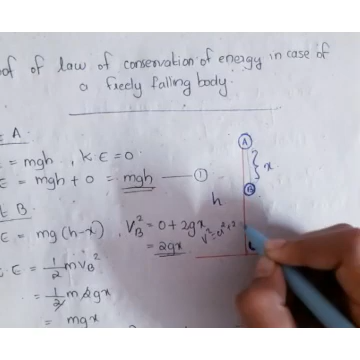 of of law of conservation of energy in case of
a freely falling body.
A.
= mgh, K.E = 0
E = mgh + 0 = mgh — ①
A
x
B
h
t B.
E = mg(h-x), V_B² = 0 + 2gx
= 2gx
.E = 1/2 mV_B²
= 1/2 m 2gx
= mgx